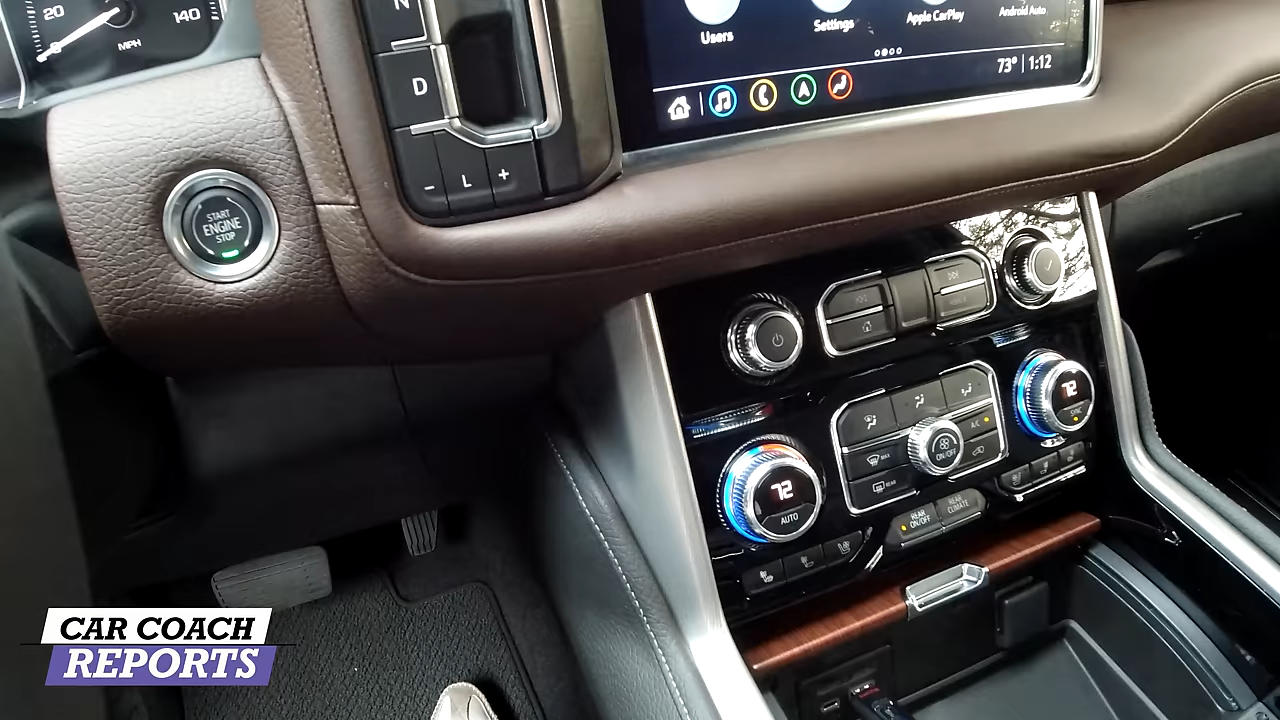 20
140
MPH
N
D
- L +
Users
Settings
Apple CarPlay
Android Auto
73° | 1:12
START
ENGINE
STOP
72
SYNC
A/C
ON/OFF
MAX
REAR
72
AUTO
REAR
ON/OFF
REAR
CLIMATE
CAR COACH
REPORTS